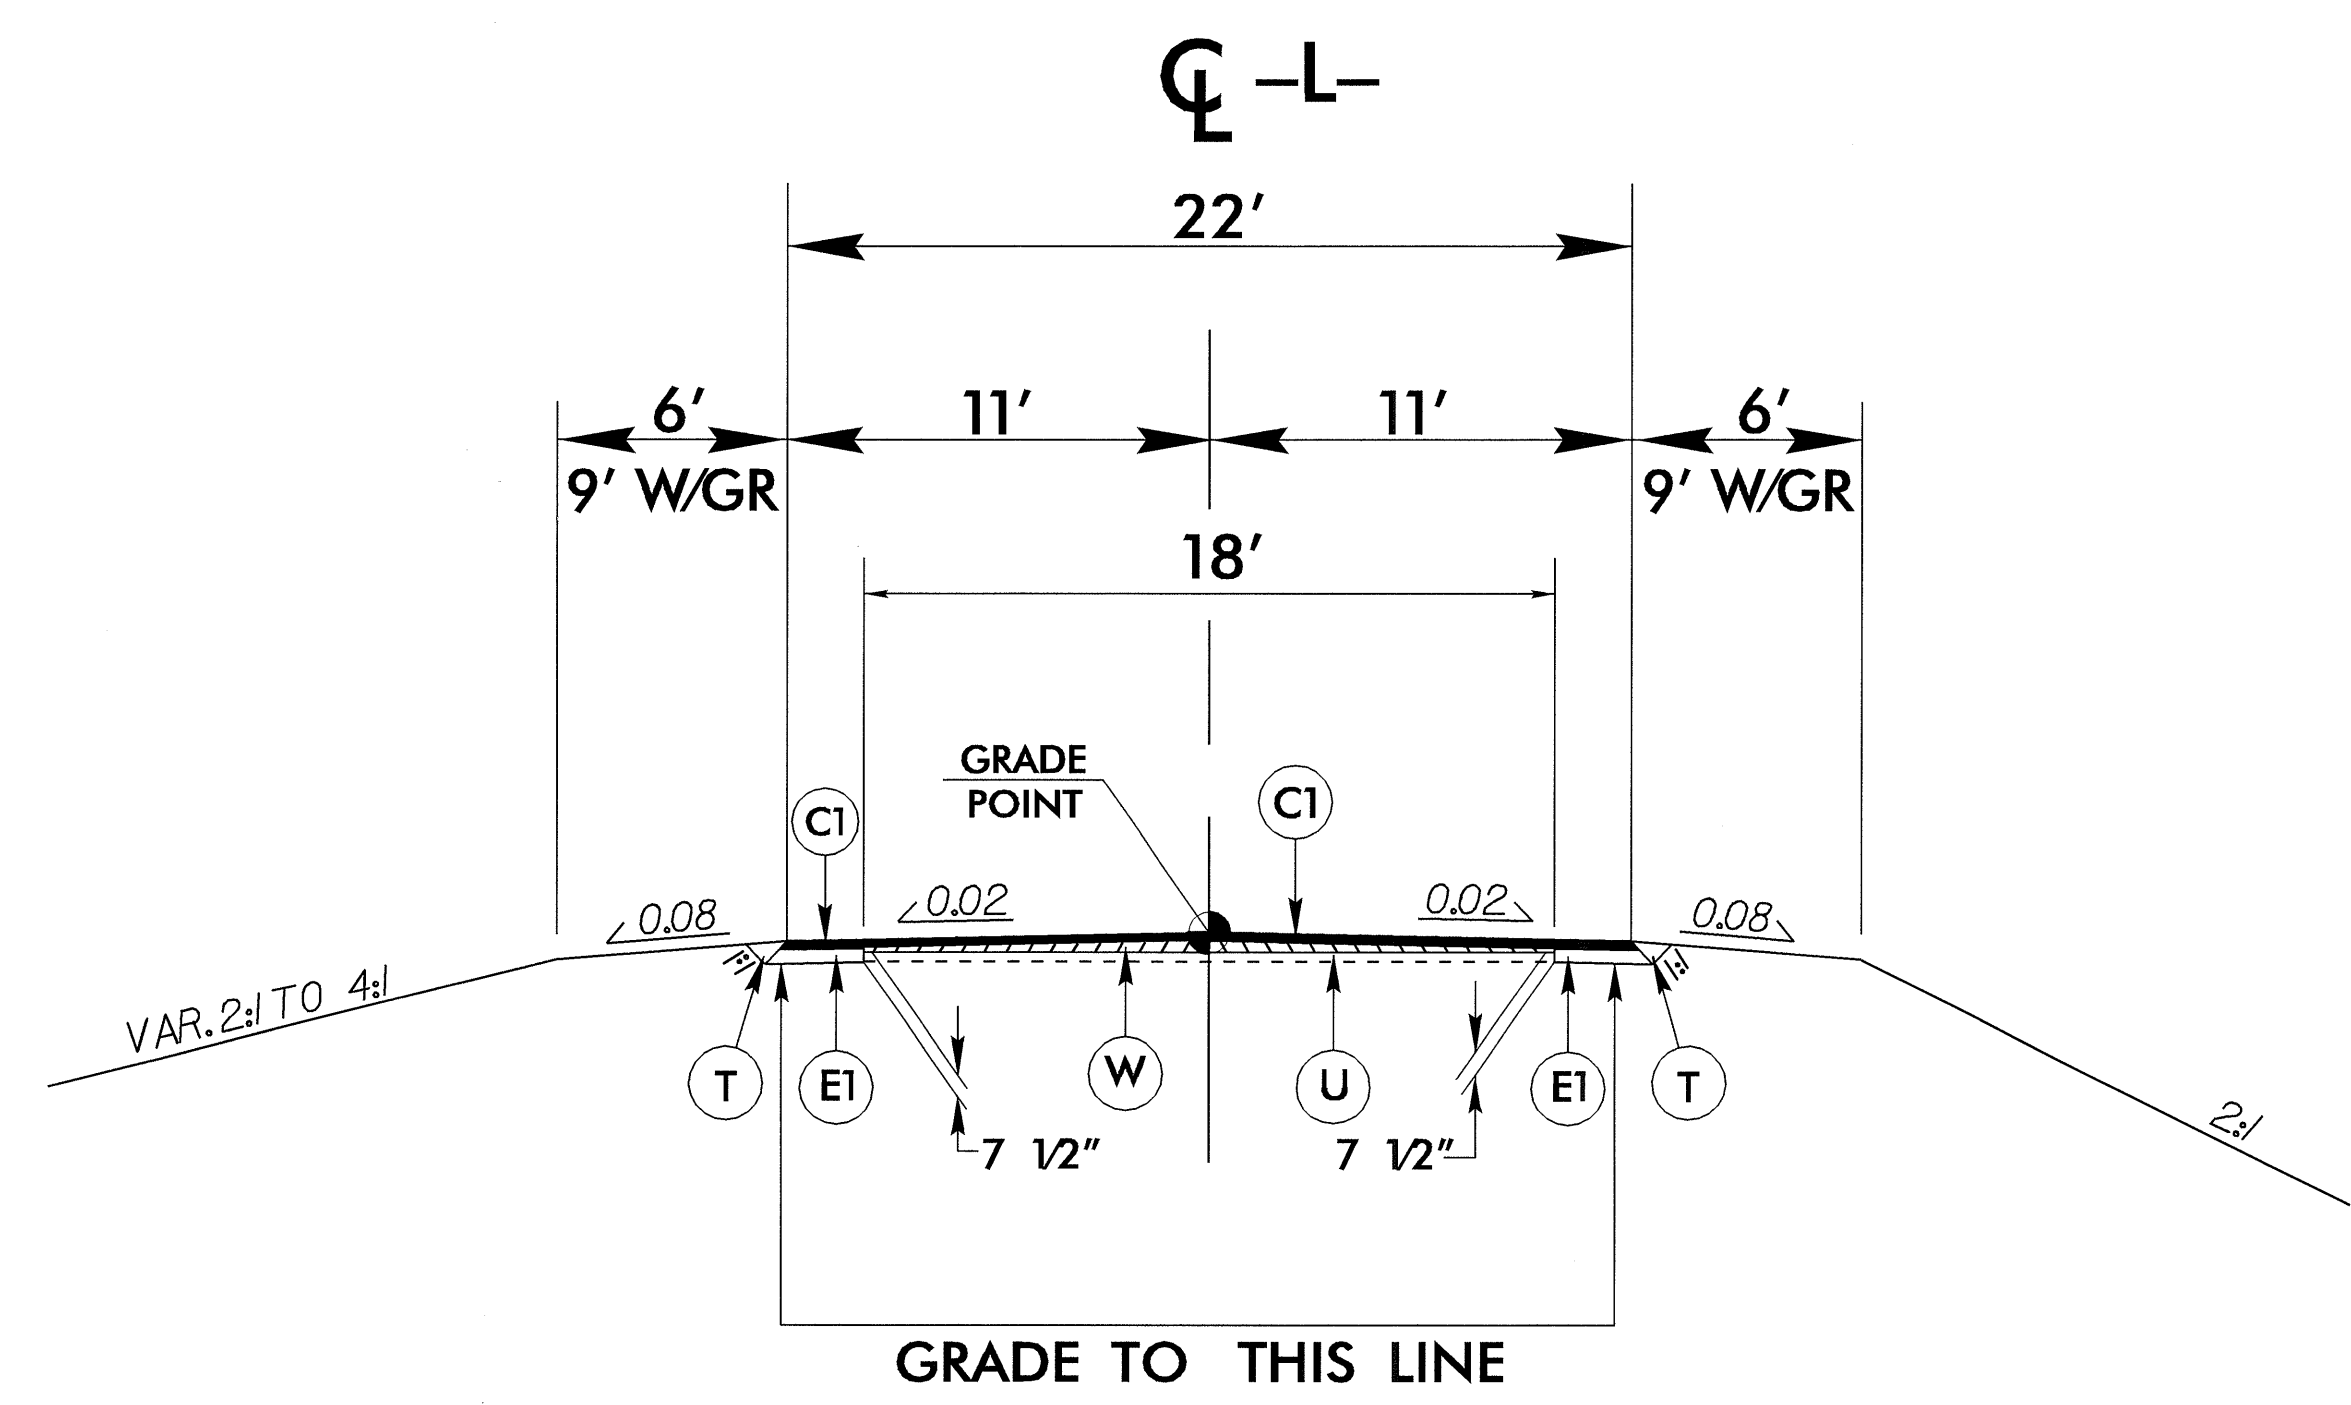 ℄ –L–
22'
6' 11' 11' 6'
9' W/GR 9' W/GR
18'
GRADE
POINT
C1 C1
0.08 0.02 0.02 0.08
1:1 1:1
VAR. 2:1 TO 4:1
T E1 W U E1 T
2:1
7 1/2" 7 1/2"
GRADE TO THIS LINE